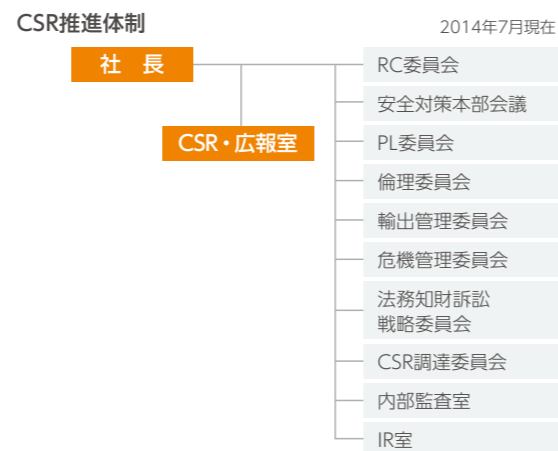 CSR推進体制
2014年7月現在
社　長
CSR・広報室
RC委員会
安全対策本部会議
PL委員会
倫理委員会
輸出管理委員会
危機管理委員会
法務知財訴訟
戦略委員会
CSR調達委員会
内部監査室
IR室